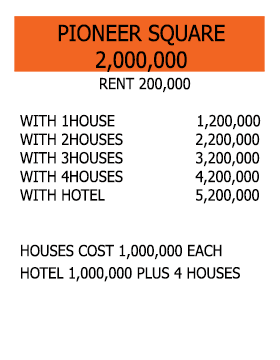 PIONEER SQUARE
2,000,000
RENT 200,000
WITH 1HOUSE 1,200,000
WITH 2HOUSES 2,200,000
WITH 3HOUSES 3,200,000
WITH 4HOUSES 4,200,000
WITH HOTEL 5,200,000
HOUSES COST 1,000,000 EACH
HOTEL 1,000,000 PLUS 4 HOUSES